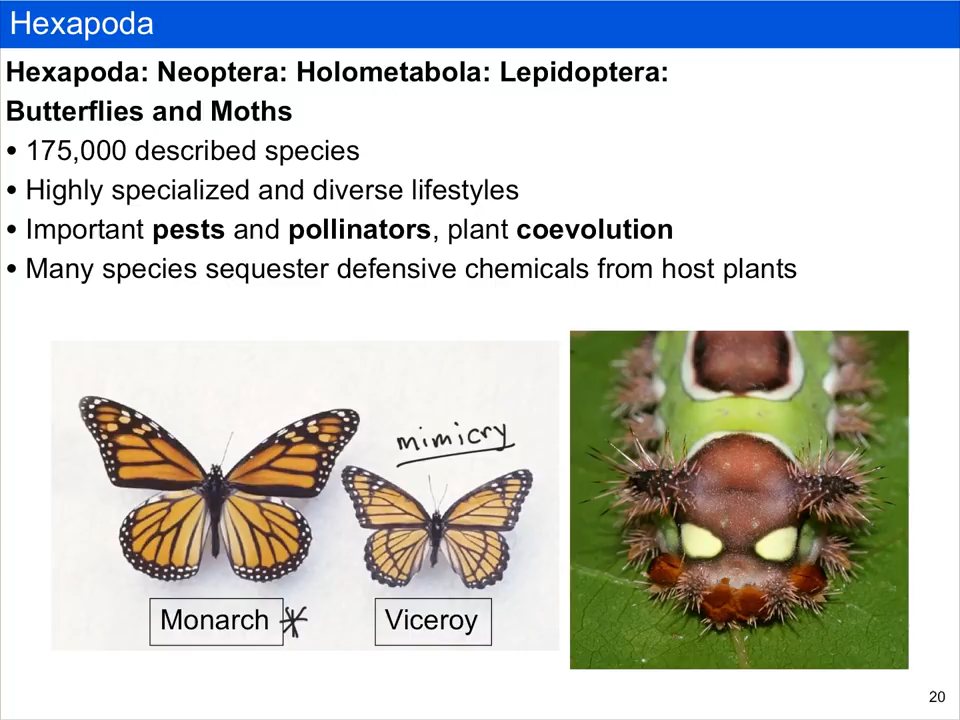 Hexapoda
Hexapoda: Neoptera: Holometabola: Lepidoptera:
Butterflies and Moths
• 175,000 described species
• Highly specialized and diverse lifestyles
• Important pests and pollinators, plant coevolution
• Many species sequester defensive chemicals from host plants
mimicry
Monarch *
Viceroy
20